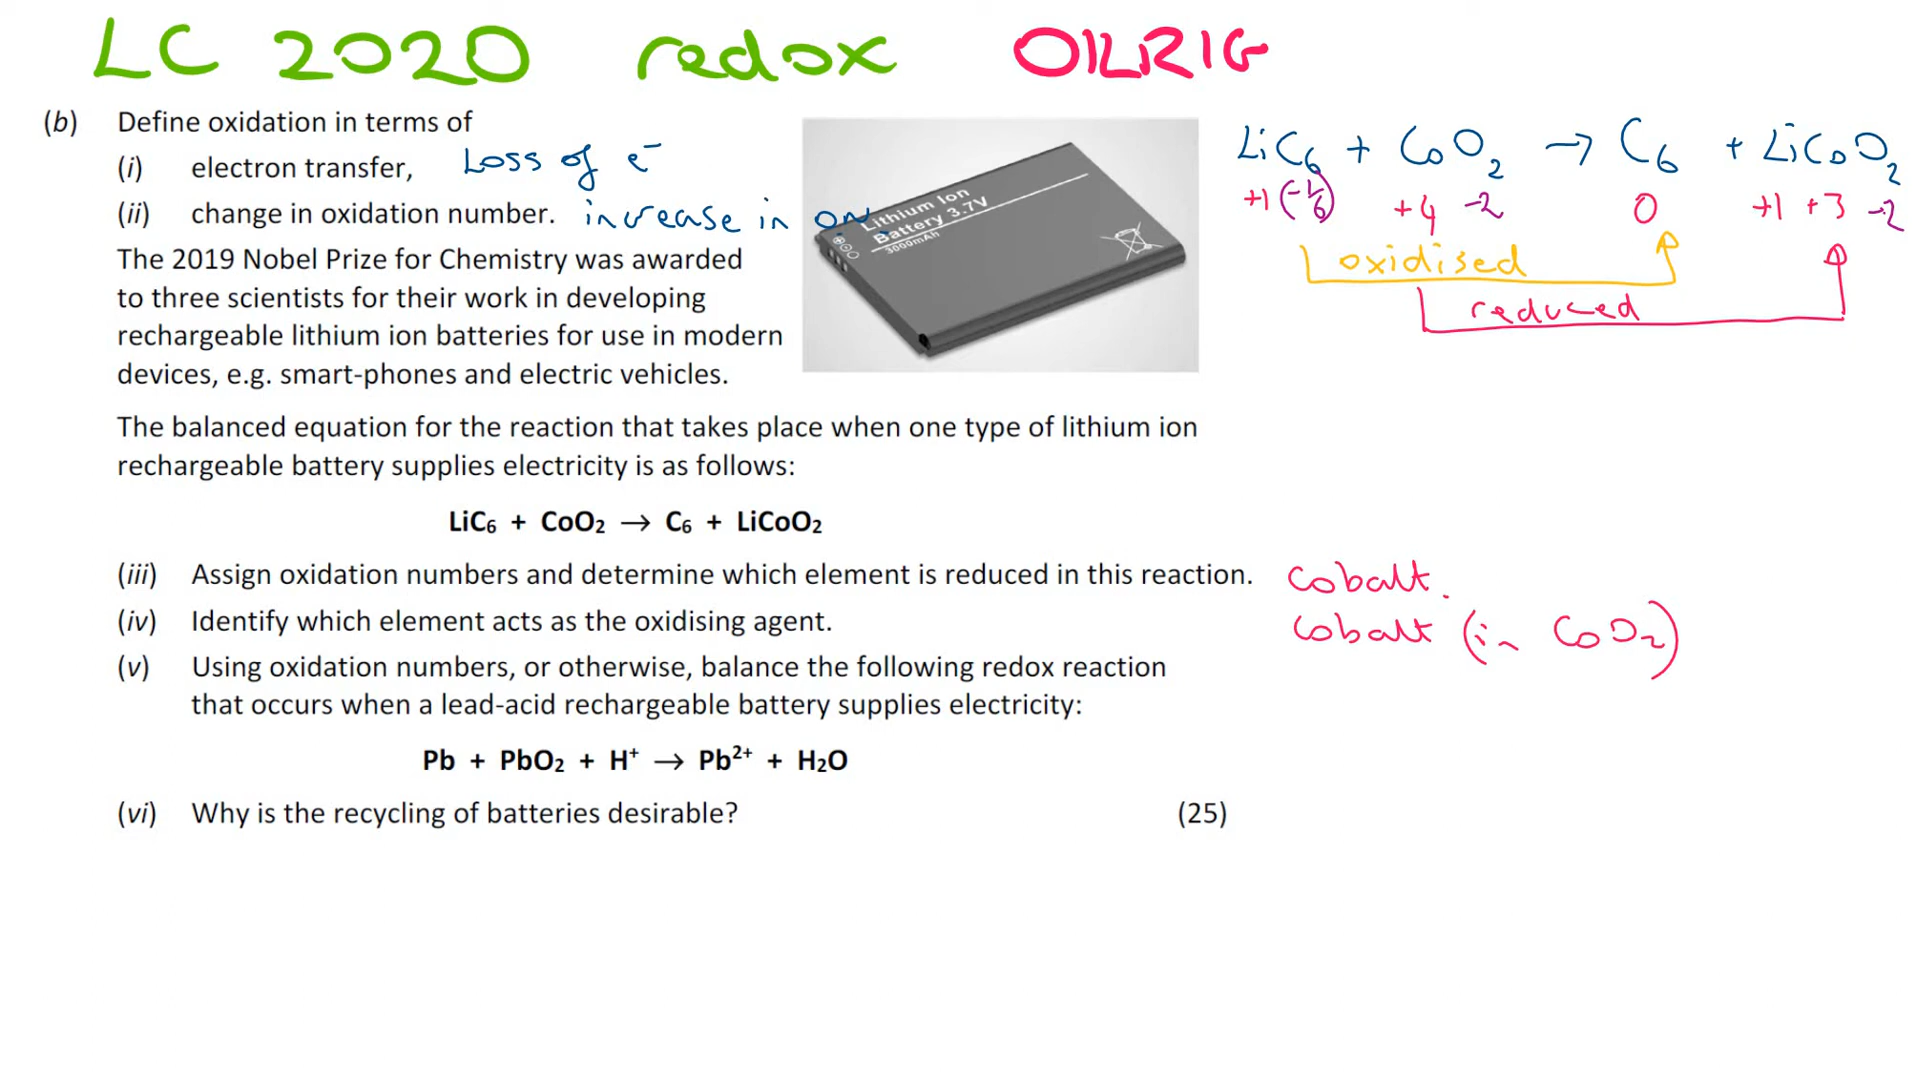 LC 2020 redox OILRIG
(b) Define oxidation in terms of
(i) electron transfer, Loss of e⁻
(ii) change in oxidation number. increase in ON
The 2019 Nobel Prize for Chemistry was awarded
to three scientists for their work in developing
rechargeable lithium ion batteries for use in modern
devices, e.g. smart-phones and electric vehicles.
Lithium Ion
Battery 3.7V
3000mAh
LiC₆ + CoO₂ → C₆ + LiCoO₂
+1 (-1/6) +4 -2 0 +1 +3 -2
oxidised
reduced
The balanced equation for the reaction that takes place when one type of lithium ion
rechargeable battery supplies electricity is as follows:
LiC₆ + CoO₂ → C₆ + LiCoO₂
(iii) Assign oxidation numbers and determine which element is reduced in this reaction. cobalt.
(iv) Identify which element acts as the oxidising agent. cobalt (in CoO₂)
(v) Using oxidation numbers, or otherwise, balance the following redox reaction
that occurs when a lead-acid rechargeable battery supplies electricity:
Pb + PbO₂ + H⁺ → Pb²⁺ + H₂O
(vi) Why is the recycling of batteries desirable? (25)